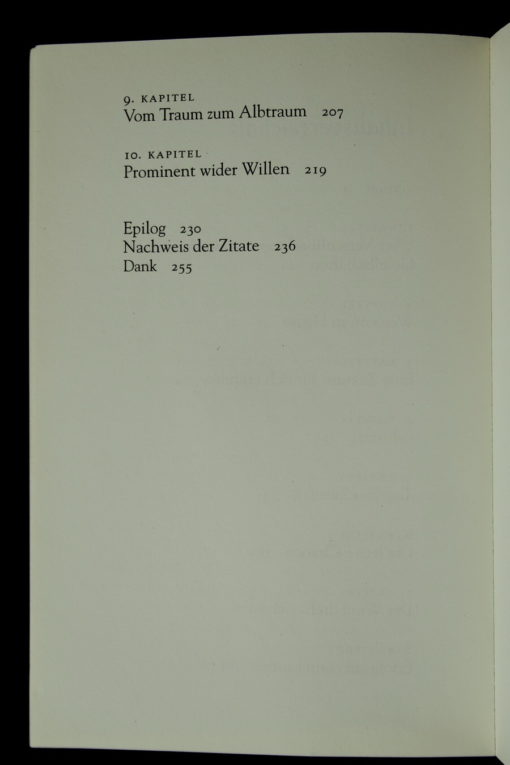 9. KAPITEL
Vom Traum zum Albtraum 207
10. KAPITEL
Prominent wider Willen 219
Epilog 230
Nachweis der Zitate 236
Dank 255